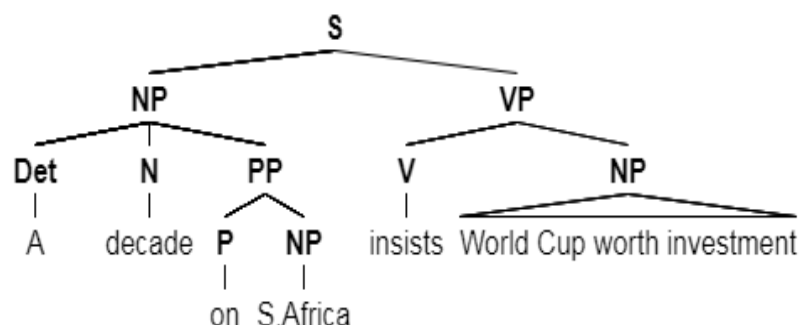 S
NP VP
Det N PP V NP
A decade P NP insists World Cup worth investment
on S.Africa